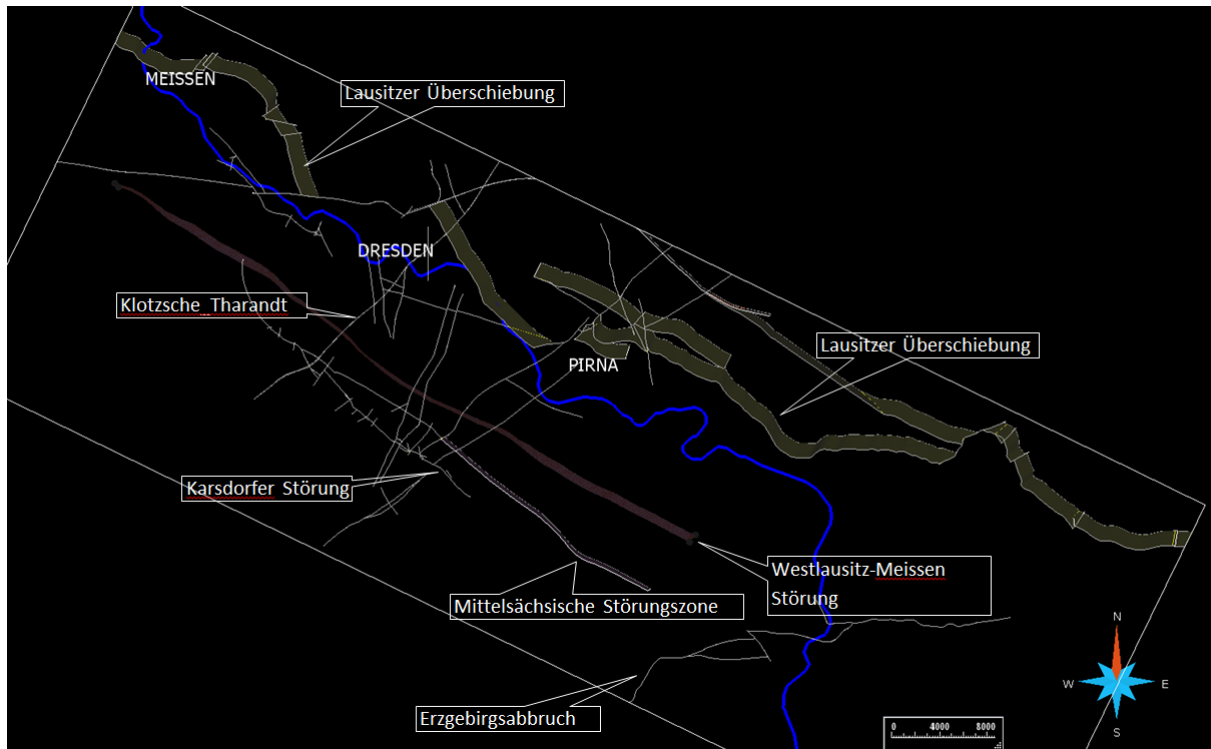 MEISSEN
Lausitzer Überschiebung
DRESDEN
Klotzsche_Tharandt
Lausitzer Überschiebung
PIRNA
Karsdorfer Störung
Westlausitz-Meissen
Störung
Mittelsächsische Störungszone
Erzgebirgsabbruch
N
W E
S
0 4000 8000